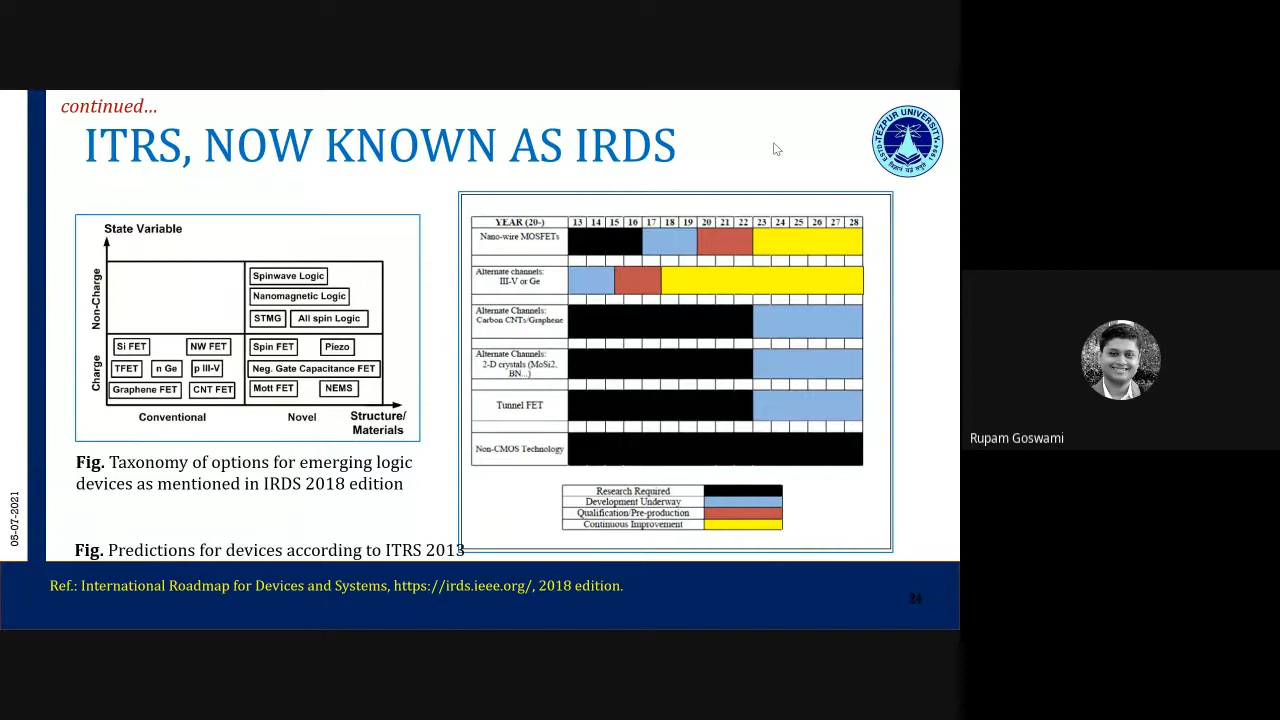 continued...
ITRS, NOW KNOWN AS IRDS
TEZPUR UNIVERSITY
State Variable
Non-Charge
Charge
Spinwave Logic
Nanomagnetic Logic
STMG All spin Logic
Si FET NW FET
TFET n Ge p III-V
Graphene FET CNT FET
Spin FET Piezo
Neg. Gate Capacitance FET
Mott FET NEMS
Conventional Novel Structure/
Materials
Fig. Taxonomy of options for emerging logic
devices as mentioned in IRDS 2018 edition
YEAR (20-) 13 14 15 16 17 18 19 20 21 22 23 24 25 26 27 28
Nano-wire MOSFETs
Alternate channels:
III-V or Ge
Alternate Channels:
Carbon CNTs/Graphene
Alternate Channels:
2-D crystals (MoSi2,
BN...)
Tunnel FET
Non-CMOS Technology
Research Required
Development Underway
Qualification/Pre-production
Continuous Improvement
Fig. Predictions for devices according to ITRS 2013
Ref.: International Roadmap for Devices and Systems, https://irds.ieee.org/, 2018 edition.
24
08-07-2021
Rupam Goswami